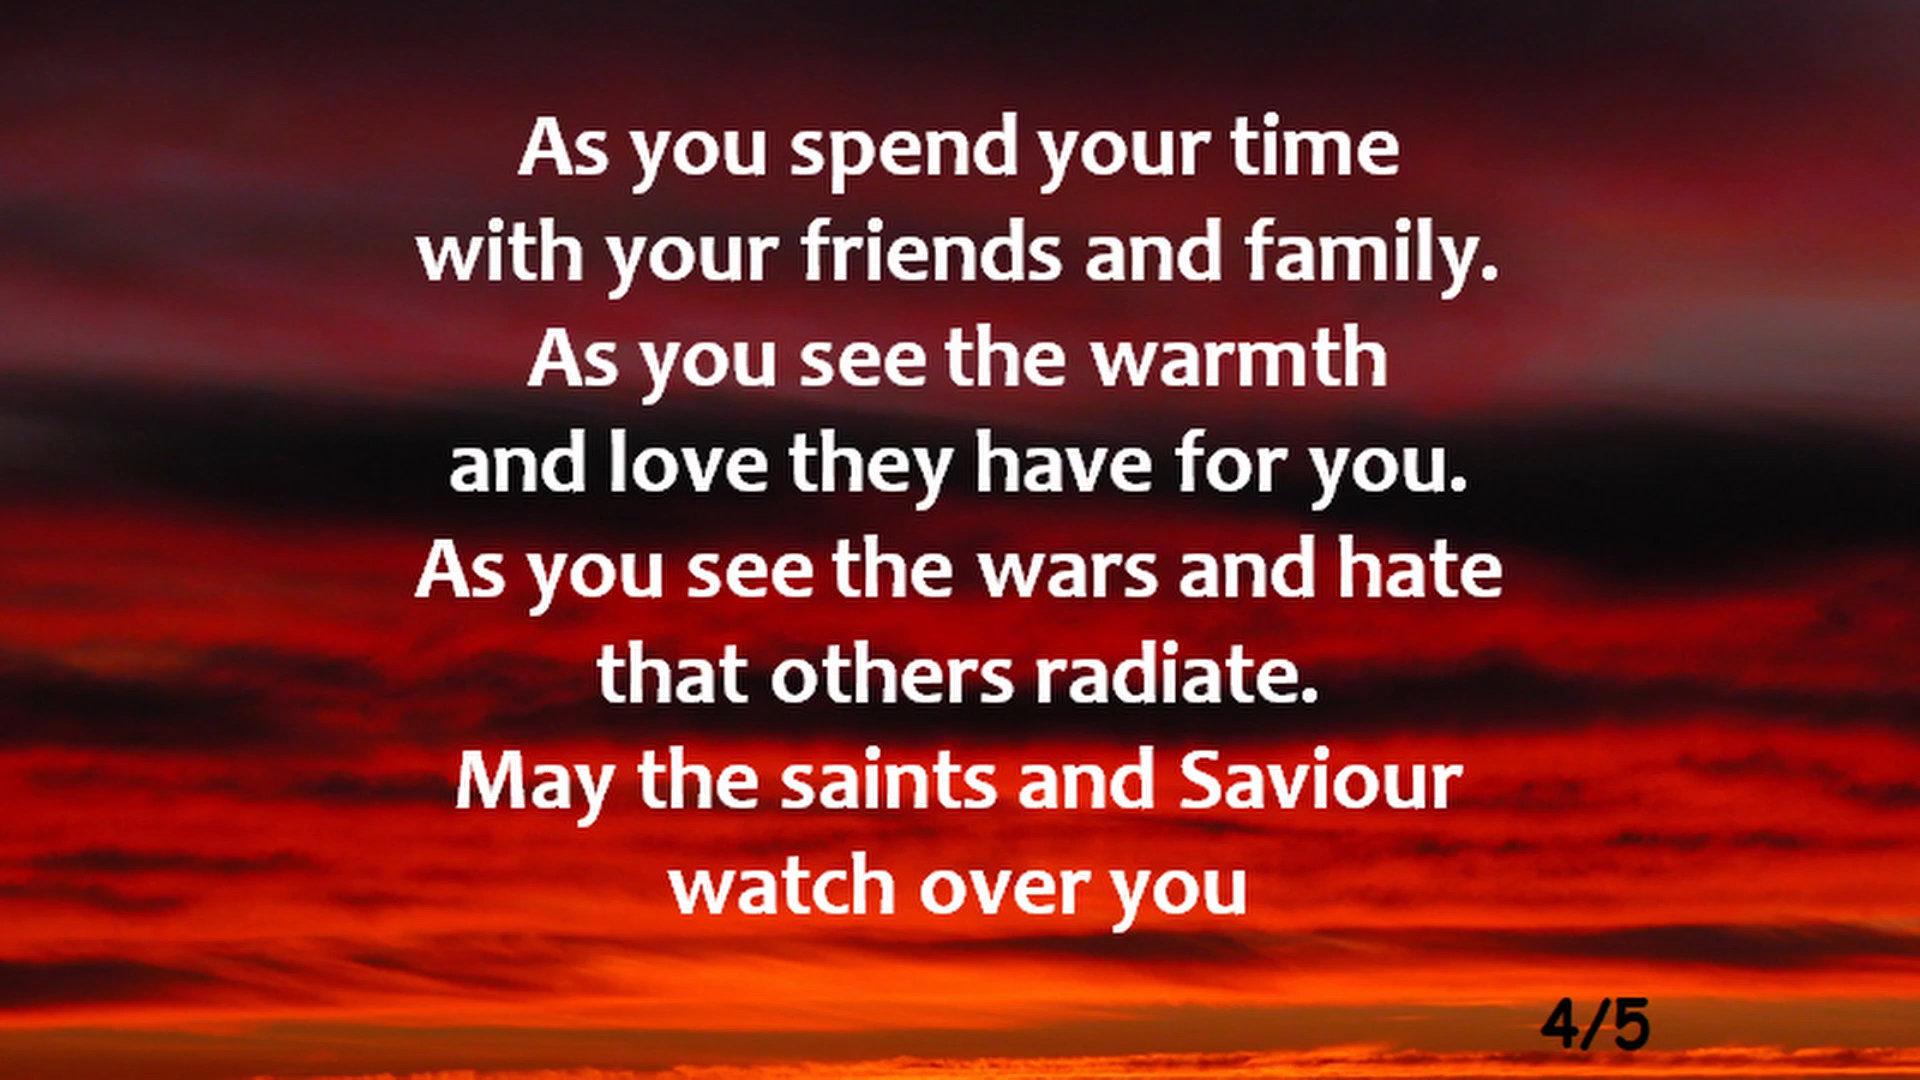 As you spend your time
with your friends and family.
As you see the warmth
and love they have for you.
As you see the wars and hate
that others radiate.
May the saints and Saviour
watch over you
4/5